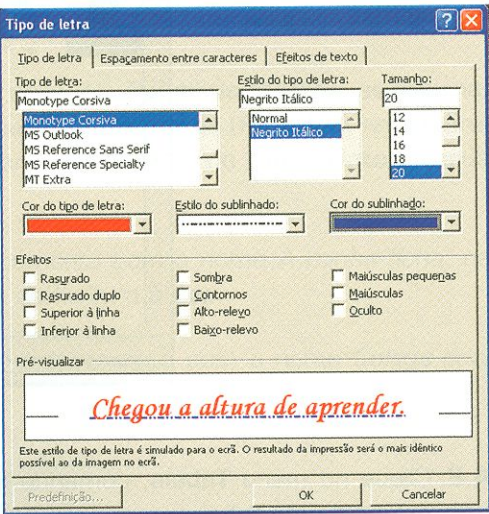 Tipo de letra
Tipo de letra Espaçamento entre caracteres Efeitos de texto
Tipo de letra: Estilo do tipo de letra: Tamanho:
Monotype Corsiva Negrito Itálico 20
Monotype Corsiva Normal 12
MS Outlook Negrito Itálico 14
MS Reference Sans Serif 16
MS Reference Specialty 18
MT Extra 20
Cor do tipo de letra: Estilo do sublinhado: Cor do sublinhado:
Efeitos
Rasurado Sombra Maiúsculas pequenas
Rasurado duplo Contornos Maiúsculas
Superior à linha Alto-relevo Oculto
Inferior à linha Baixo-relevo
Pré-visualizar
Chegou a altura de aprender.
Este estilo de tipo de letra é simulado para o ecrã. O resultado da impressão será o mais idêntico
possível ao da imagem no ecrã.
Predefinição... OK Cancelar